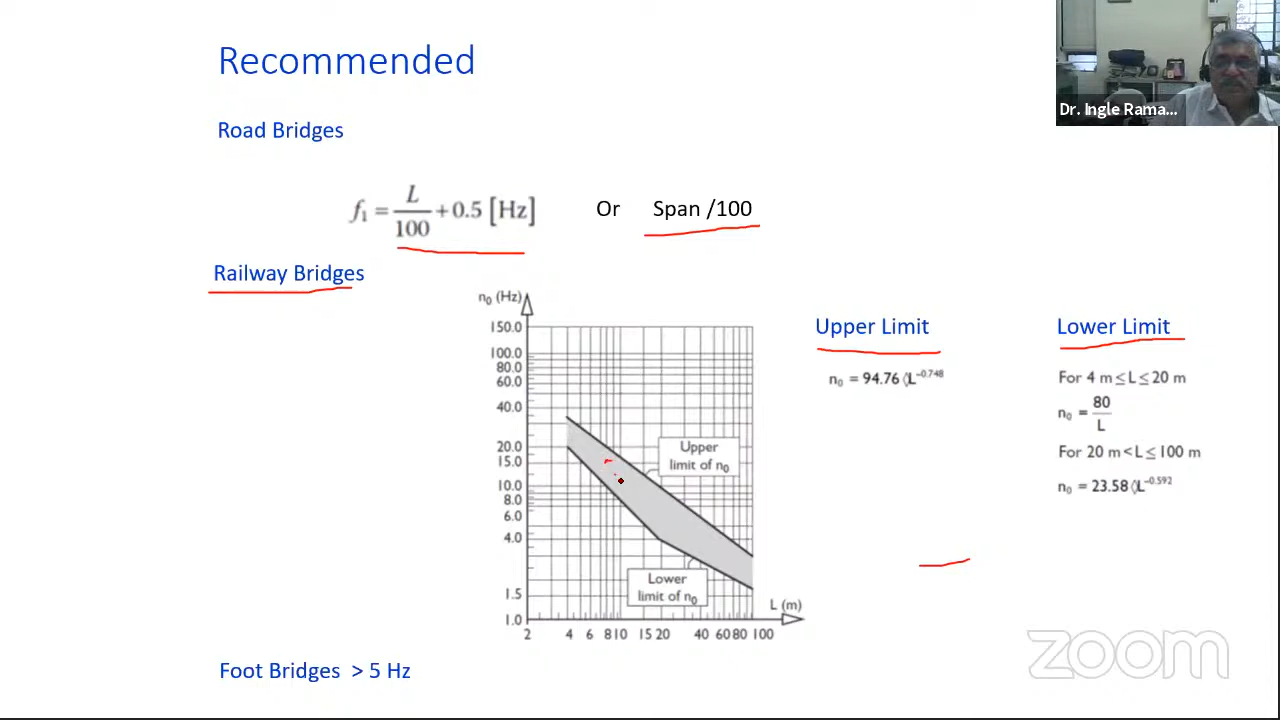 Recommended
Dr. Ingle Rama...
Road Bridges
f₁ = L/100 + 0.5 [Hz] Or Span /100
Railway Bridges
n₀ (Hz)
150.0
100.0
80.0
60.0
40.0
20.0
15.0
10.0
8.0
6.0
4.0
1.5
1.0
Upper
limit of n₀
Lower
limit of n₀
L (m)
2 4 6 8 10 15 20 40 60 80 100
Upper Limit
n₀ = 94.76 (L⁻⁰·⁷⁴⁸
Lower Limit
For 4 m ≤ L ≤ 20 m
n₀ = 80/L
For 20 m < L ≤ 100 m
n₀ = 23.58 (L⁻⁰·⁵⁹²
Foot Bridges > 5 Hz
zoom